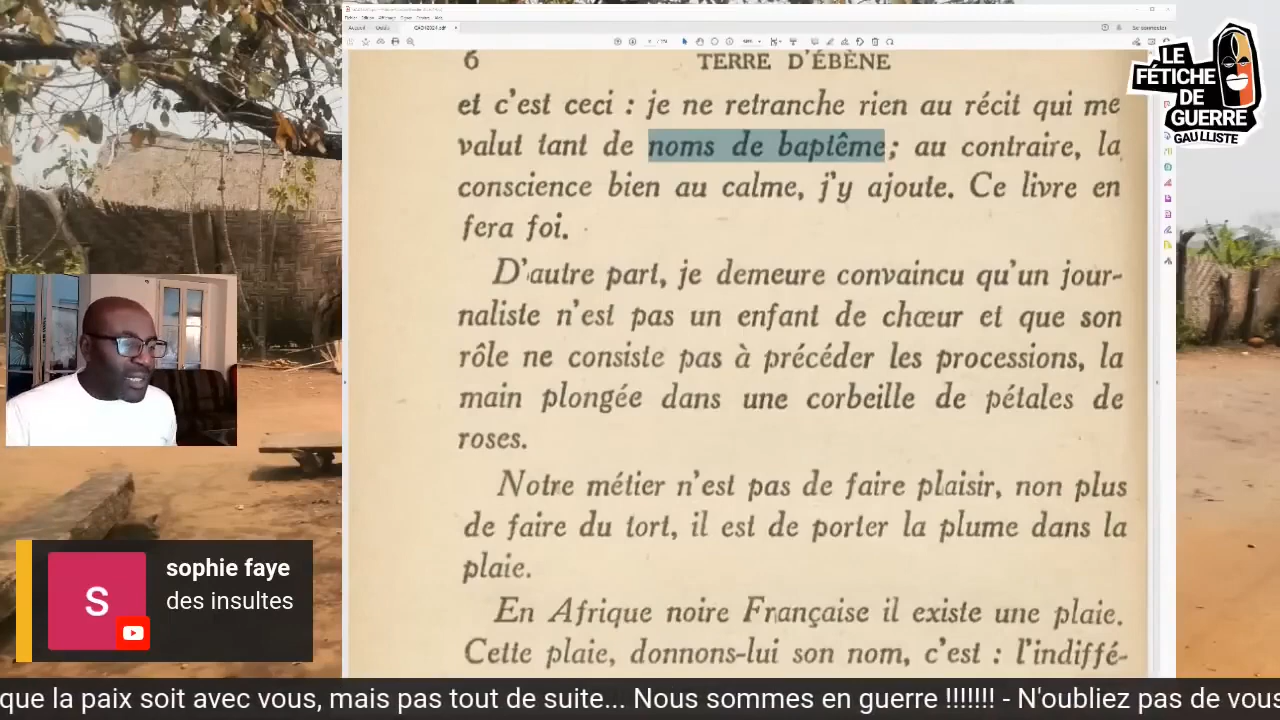 6 TERRE D'ÉBÈNE
et c'est ceci : je ne retranche rien au récit qui me
valut tant de noms de baptême; au contraire, la
conscience bien au calme, j'y ajoute. Ce livre en
fera foi.
D'autre part, je demeure convaincu qu'un jour-
naliste n'est pas un enfant de chœur et que son
rôle ne consiste pas à précéder les processions, la
main plongée dans une corbeille de pétales de
roses.
Notre métier n'est pas de faire plaisir, non plus
de faire du tort, il est de porter la plume dans la
plaie.
En Afrique noire Française il existe une plaie.
Cette plaie, donnons-lui son nom, c'est : l'indiffé-
LE
FÉTICHE
DE
GUERRE
GAULLISTE
S
sophie faye
des insultes
que la paix soit avec vous, mais pas tout de suite... Nous sommes en guerre !!!!!!! - N'oubliez pas de vous